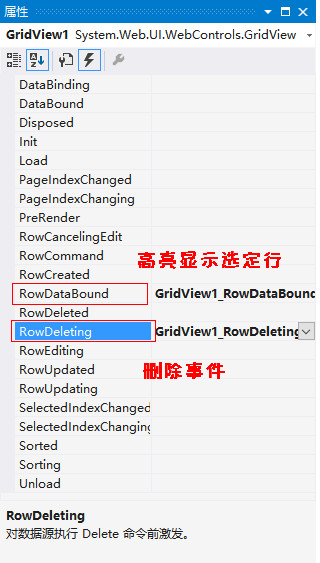 属性
GridView1 System.Web.UI.WebControls.GridView
DataBinding
DataBound
Disposed
Init
Load
PageIndexChanged
PageIndexChanging
PreRender
RowCancelingEdit
RowCommand
高亮显示选定行
RowCreated
RowDataBound GridView1_RowDataBound
RowDeleted
RowDeleting GridView1_RowDeleting
RowEditing
RowUpdated
删除事件
RowUpdating
SelectedIndexChanged
SelectedIndexChanging
Sorted
Sorting
Unload
RowDeleting
对数据源执行 Delete 命令前激发。